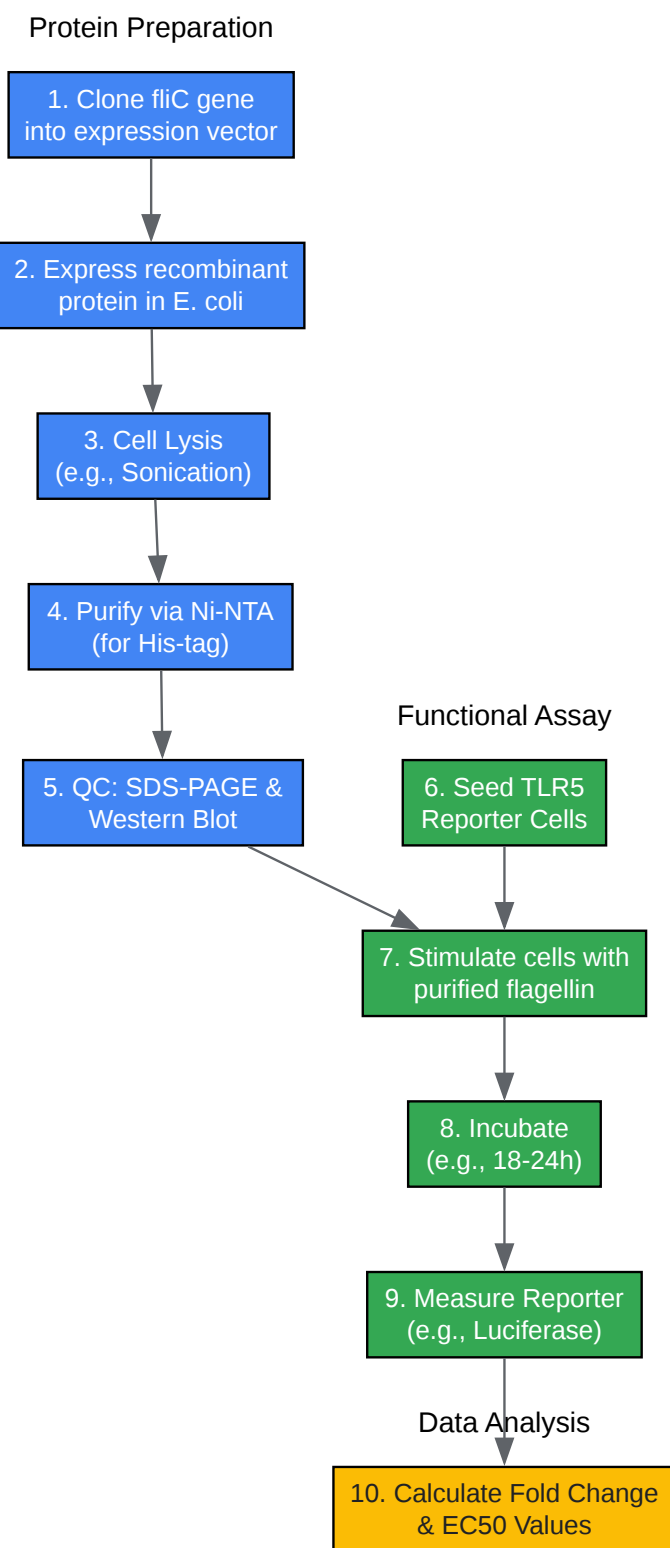 Protein Preparation
1. Clone fliC gene
into expression vector
2. Express recombinant
protein in E. coli
3. Cell Lysis
(e.g., Sonication)
4. Purify via Ni-NTA
(for His-tag)
5. QC: SDS-PAGE &
Western Blot
Functional Assay
6. Seed TLR5
Reporter Cells
7. Stimulate cells with
purified flagellin
8. Incubate
(e.g., 18-24h)
9. Measure Reporter
(e.g., Luciferase)
Data Analysis
10. Calculate Fold Change
& EC50 Values